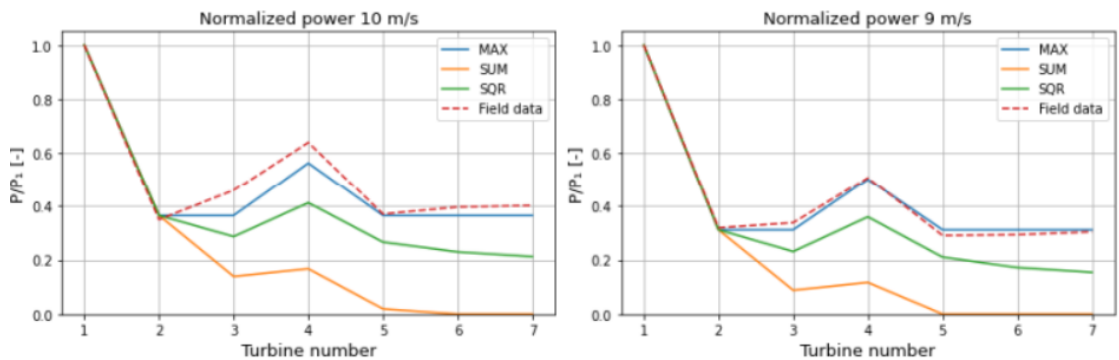 Normalized power 10 m/s
P/P₁ [-]
1.0
0.8
0.6
0.4
0.2
0.0
MAX
SUM
SQR
Field data
1 2 3 4 5 6 7
Turbine number
Normalized power 9 m/s
P/P₁ [-]
1.0
0.8
0.6
0.4
0.2
0.0
MAX
SUM
SQR
Field data
1 2 3 4 5 6 7
Turbine number